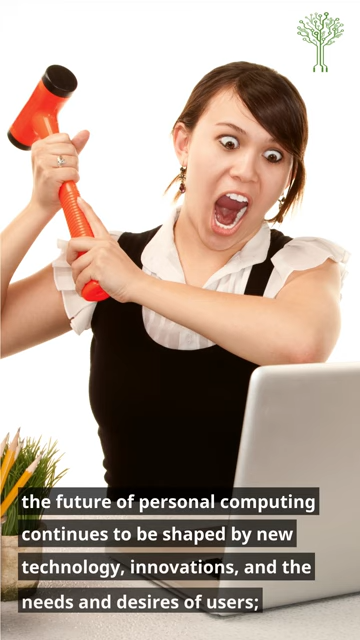 the future of personal computing
continues to be shaped by new
technology, innovations, and the
needs and desires of users;